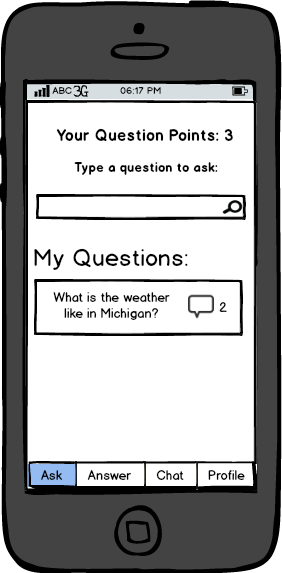 ABC 3G 06:17 PM
Your Question Points: 3
Type a question to ask:
My Questions:
What is the weather
like in Michigan?
2
Ask Answer Chat Profile